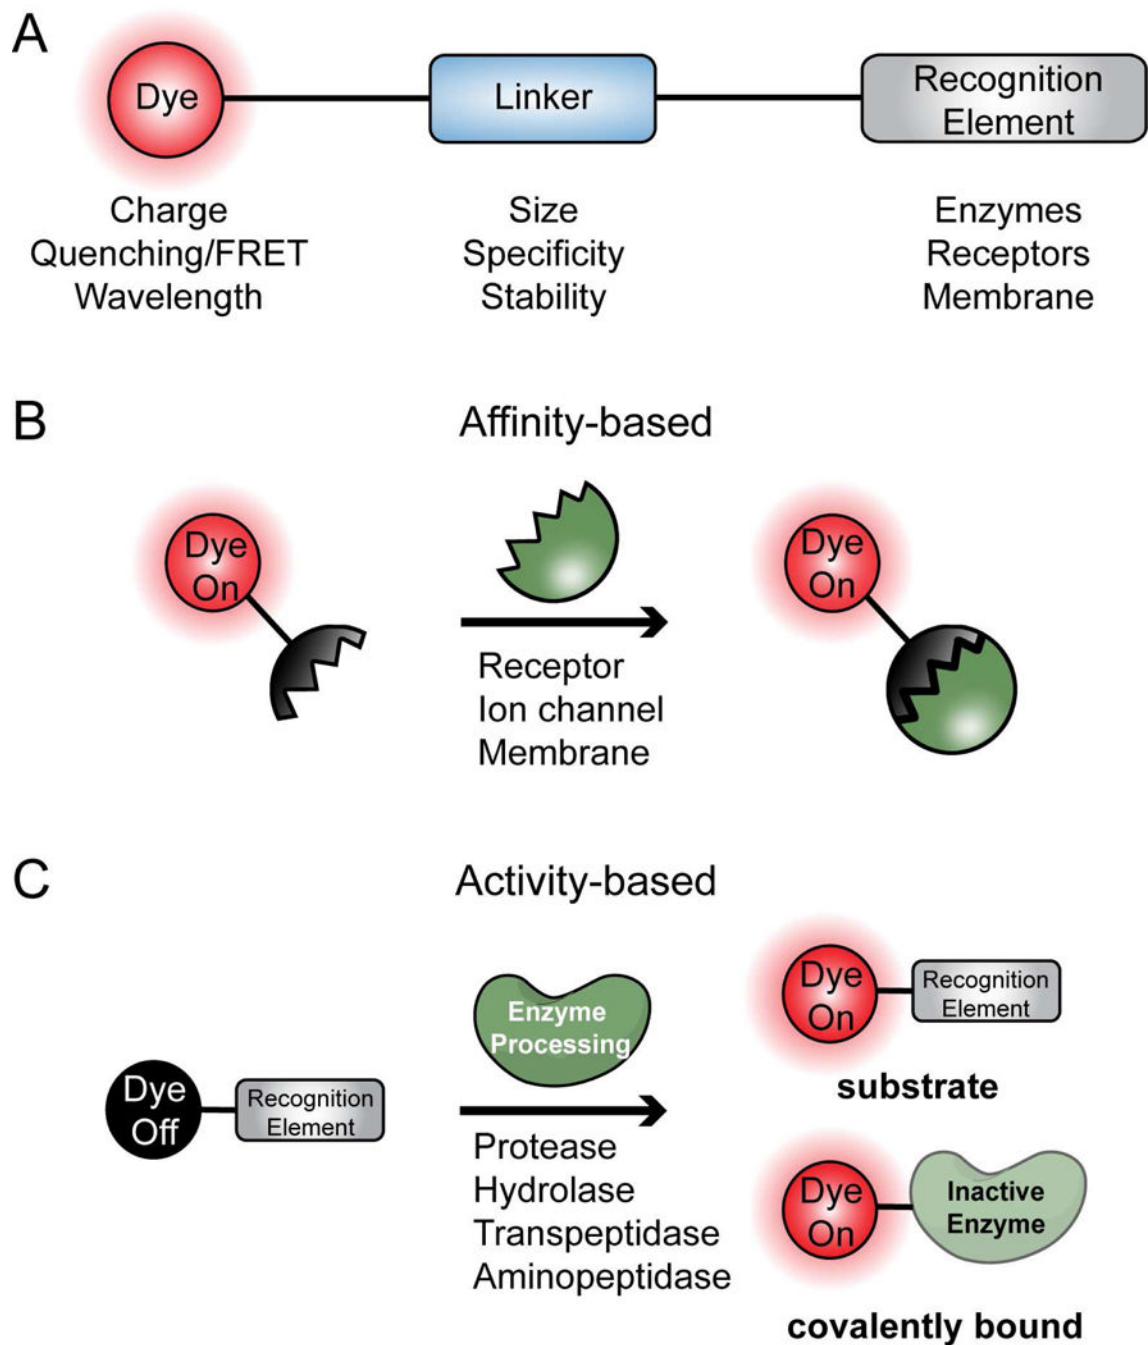 A
Dye
Linker
Recognition
Element
Charge
Quenching/FRET
Wavelength
Size
Specificity
Stability
Enzymes
Receptors
Membrane
B
Affinity-based
Dye
On
Receptor
Ion channel
Membrane
Dye
On
C
Activity-based
Dye
Off
Recognition
Element
Enzyme
Processing
Protease
Hydrolase
Transpeptidase
Aminopeptidase
Dye
On
Recognition
Element
substrate
Dye
On
Inactive
Enzyme
covalently bound